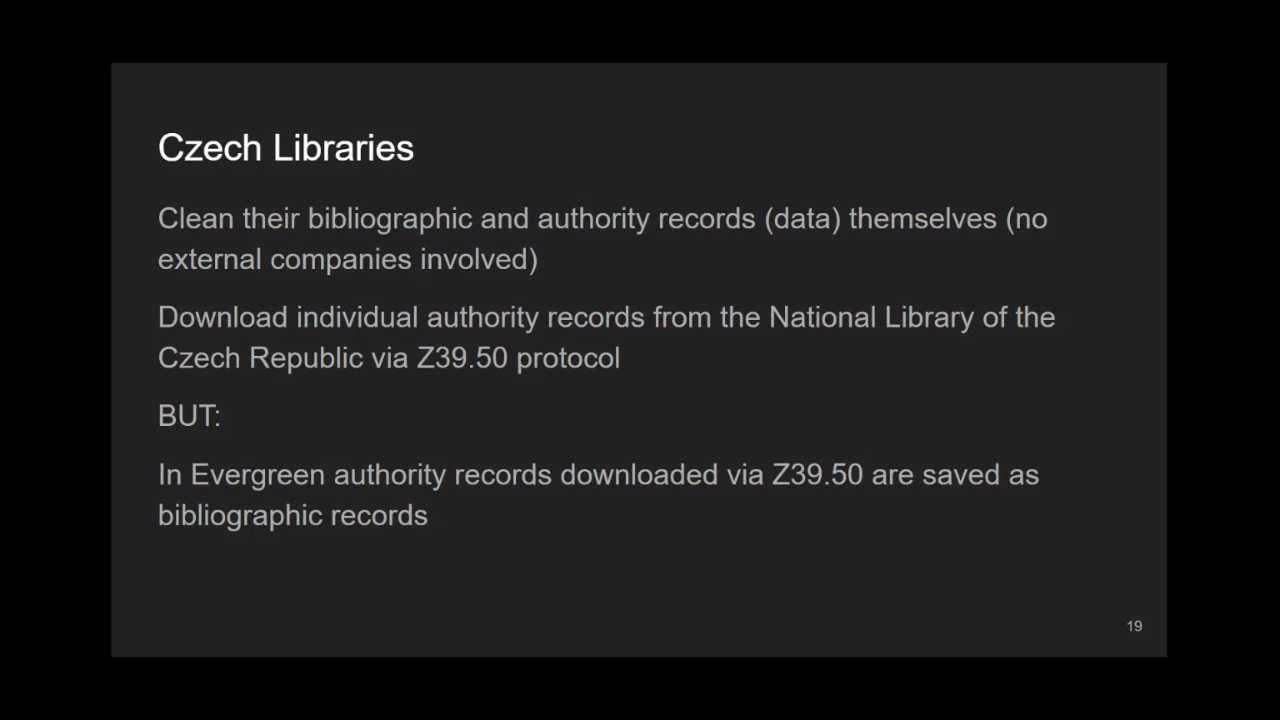 Czech Libraries
Clean their bibliographic and authority records (data) themselves (no
external companies involved)
Download individual authority records from the National Library of the
Czech Republic via Z39.50 protocol
BUT:
In Evergreen authority records downloaded via Z39.50 are saved as
bibliographic records
19